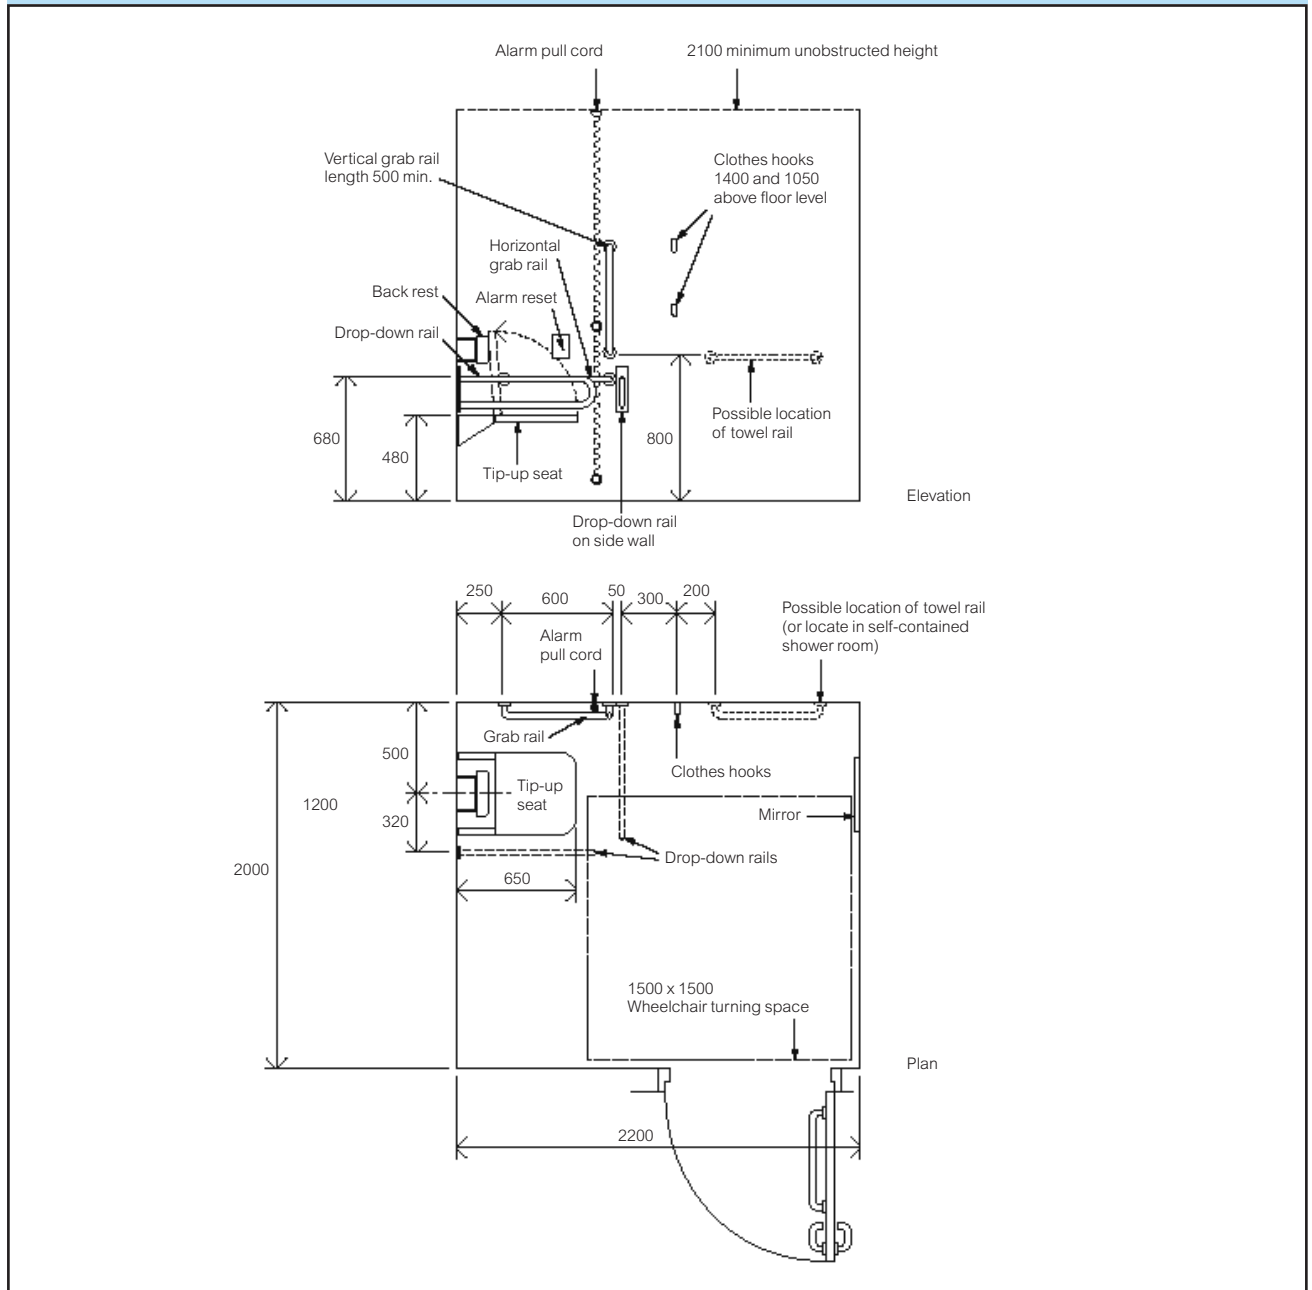 Alarm pull cord
2100 minimum unobstructed height
Vertical grab rail
length 500 min.
Clothes hooks
1400 and 1050
above floor level
Horizontal
grab rail
Back rest
Alarm reset
Drop-down rail
Possible location
of towel rail
680
480
800
Tip-up seat
Elevation
Drop-down rail
on side wall
250
600
50
300
200
Possible location of towel rail
(or locate in self-contained
shower room)
Alarm
pull cord
Grab rail
500
Clothes hooks
Tip-up
seat
1200
320
Mirror
Drop-down rails
2000
650
1500 x 1500
Wheelchair turning space
Plan
2200